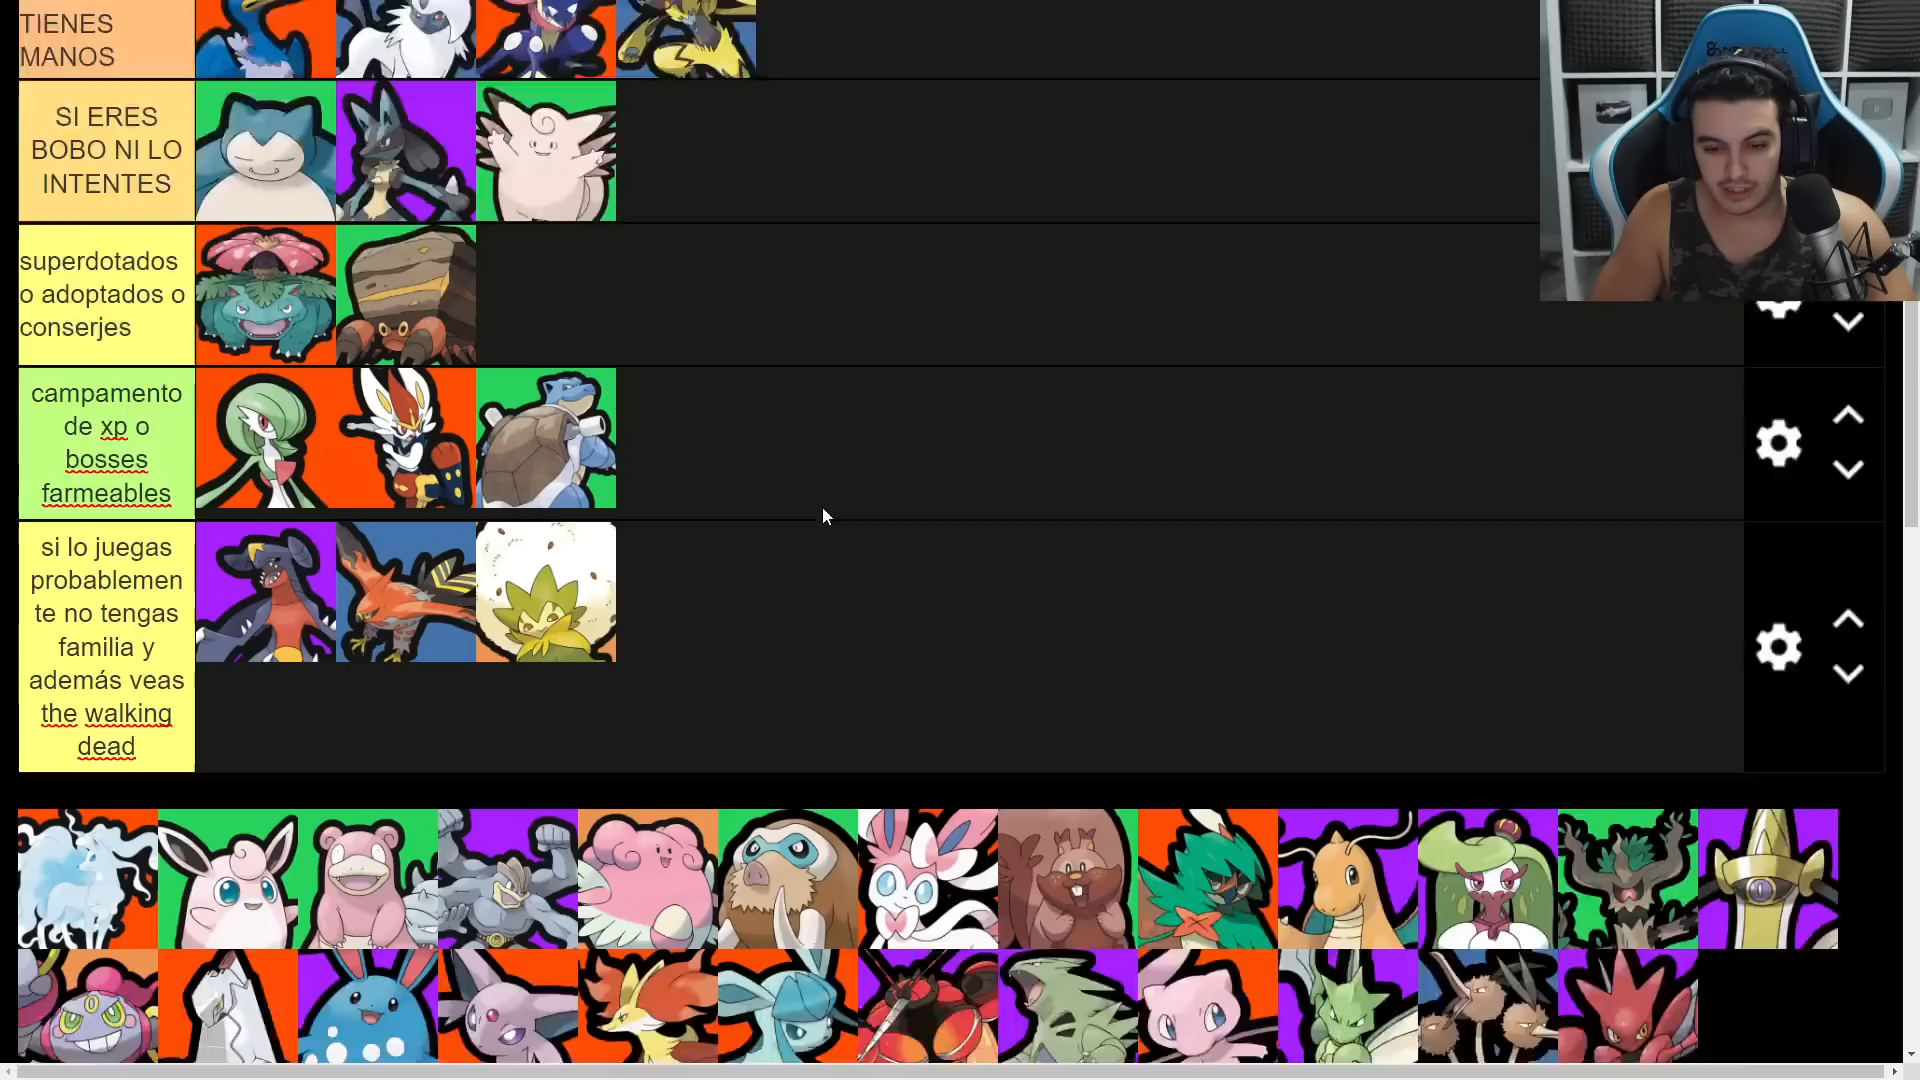 TIENES
MANOS
SI ERES
BOBO NI LO
INTENTES
superdotados
o adoptados o
conserjes
campamento
de xp o
bosses
farmeables
si lo juegas
probablemen
te no tengas
familia y
además veas
the walking
dead